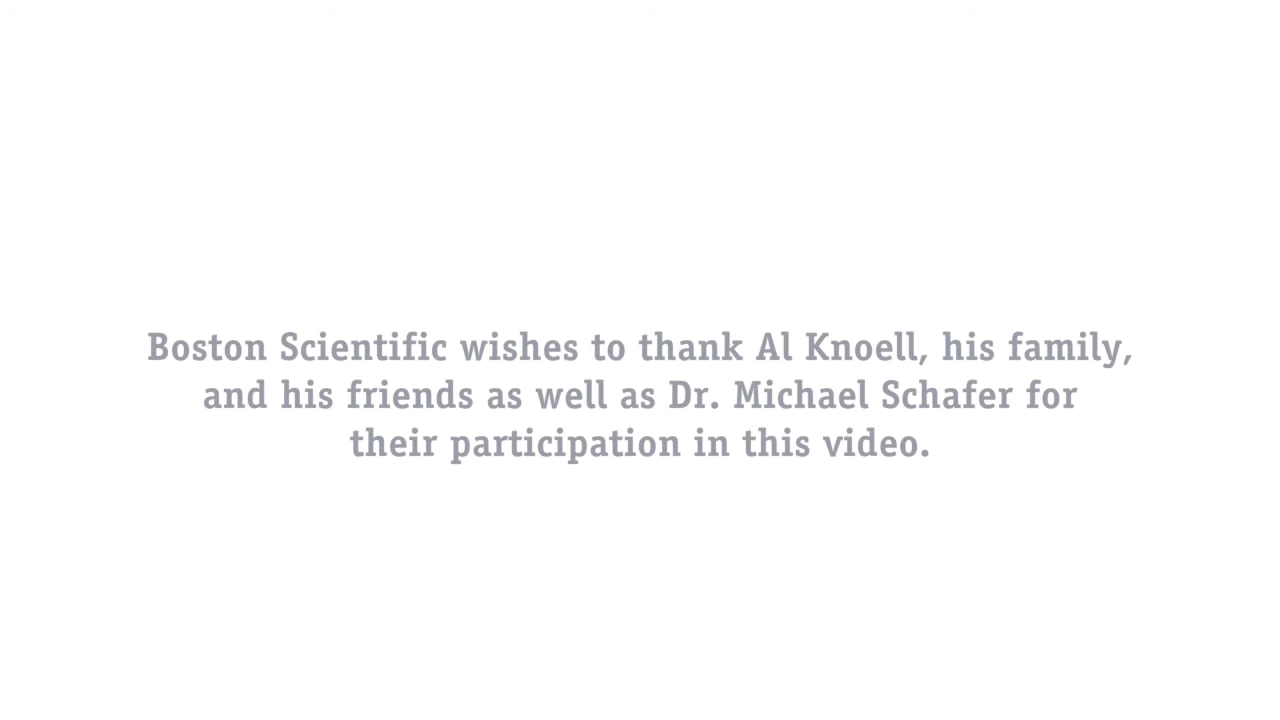 Boston Scientific wishes to thank Al Knoell, his family,
and his friends as well as Dr. Michael Schafer for
their participation in this video.